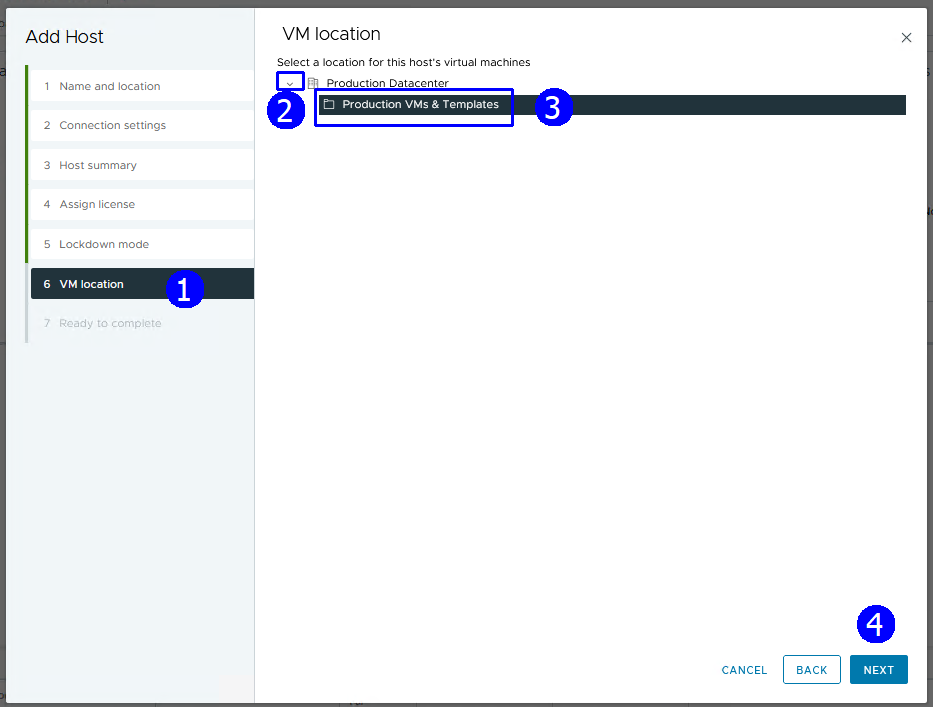 Add Host
1 Name and location
2 Connection settings
3 Host summary
4 Assign license
5 Lockdown mode
6 VM location
1
7 Ready to complete
VM location
Select a location for this host's virtual machines
Production Datacenter
2
Production VMs & Templates
3
4
CANCEL
BACK
NEXT